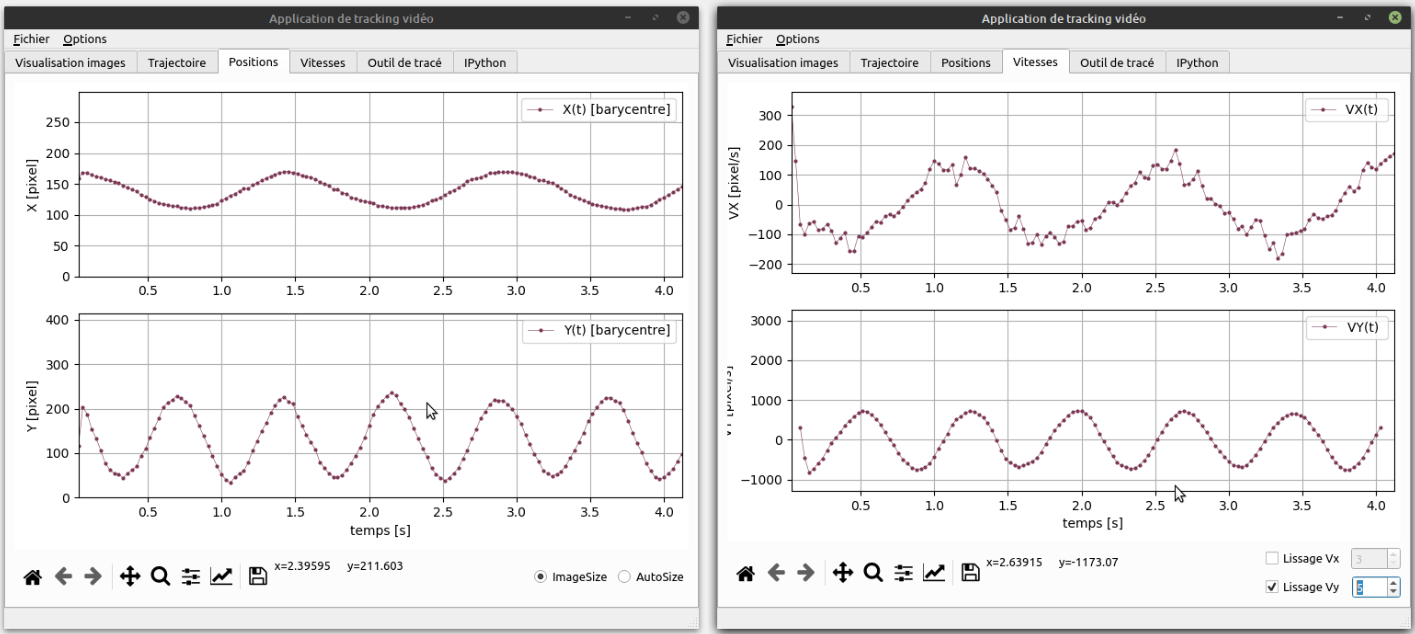 Application de tracking vidéo
Fichier Options
Visualisation images Trajectoire Positions Vitesses Outil de tracé IPython
X(t) [barycentre]
X [pixel]
250
200
150
100
50
0
0.5 1.0 1.5 2.0 2.5 3.0 3.5 4.0
Y(t) [barycentre]
Y [pixel]
400
300
200
100
0
0.5 1.0 1.5 2.0 2.5 3.0 3.5 4.0
temps [s]
x=2.39595 y=211.603
ImageSize AutoSize
Application de tracking vidéo
Fichier Options
Visualisation images Trajectoire Positions Vitesses Outil de tracé IPython
VX(t)
VX [pixel/s]
300
200
100
0
−100
−200
0.5 1.0 1.5 2.0 2.5 3.0 3.5 4.0
VY(t)
3000
2000
1000
0
−1000
0.5 1.0 1.5 2.0 2.5 3.0 3.5 4.0
temps [s]
x=2.63915 y=-1173.07
Lissage Vx 3
Lissage Vy 5